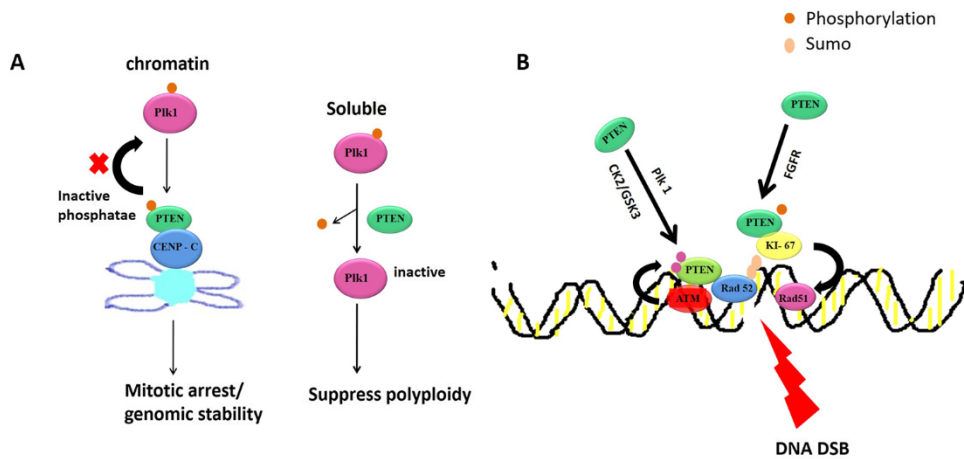 Phosphorylation
Sumo
A
chromatin
Plk1
Inactive
phosphatae
PTEN
CENP - C
Mitotic arrest/
genomic stability
Soluble
Plk1
PTEN
Plk1
inactive
Suppress polyploidy
B
PTEN
Plk 1
CK2/GSK3
PTEN
FGFR
PTEN
KI- 67
PTEN
ATM
Rad 52
Rad51
DNA DSB